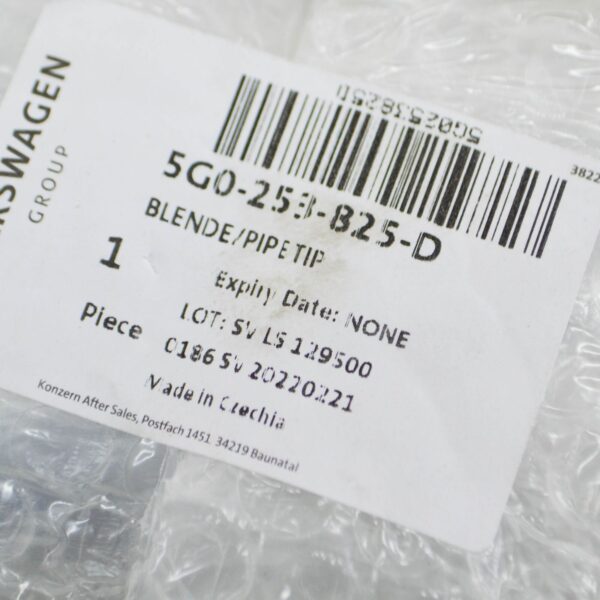 VOLKSWAGEN
GROUP
5G0253825D
3822
5G0-253-825-D
BLENDE/PIPETIP
1
Piece
Expiry Date: NONE
LOT: SV LS 129500
0186 SV 20220221
Made in Czechia
Konzern After Sales, Postfach 1451, 34219 Baunatal